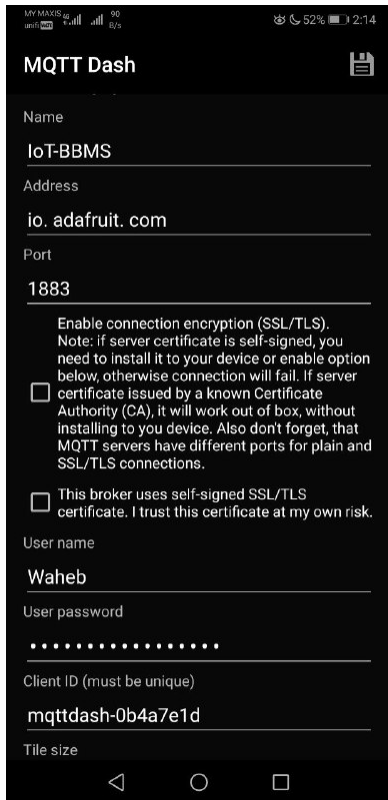 MY MAXIS 4G 90 52% 2:14
unifi B/s
MQTT Dash
Name
IoT-BBMS
Address
io. adafruit. com
Port
1883
Enable connection encryption (SSL/TLS).
Note: if server certificate is self-signed, you
need to install it to your device or enable option
below, otherwise connection will fail. If server
certificate issued by a known Certificate
Authority (CA), it will work out of box, without
installing to you device. Also don't forget, that
MQTT servers have different ports for plain and
SSL/TLS connections.
This broker uses self-signed SSL/TLS
certificate. I trust this certificate at my own risk.
User name
Waheb
User password
•••••••••••••••••
Client ID (must be unique)
mqttdash-0b4a7e1d
Tile size